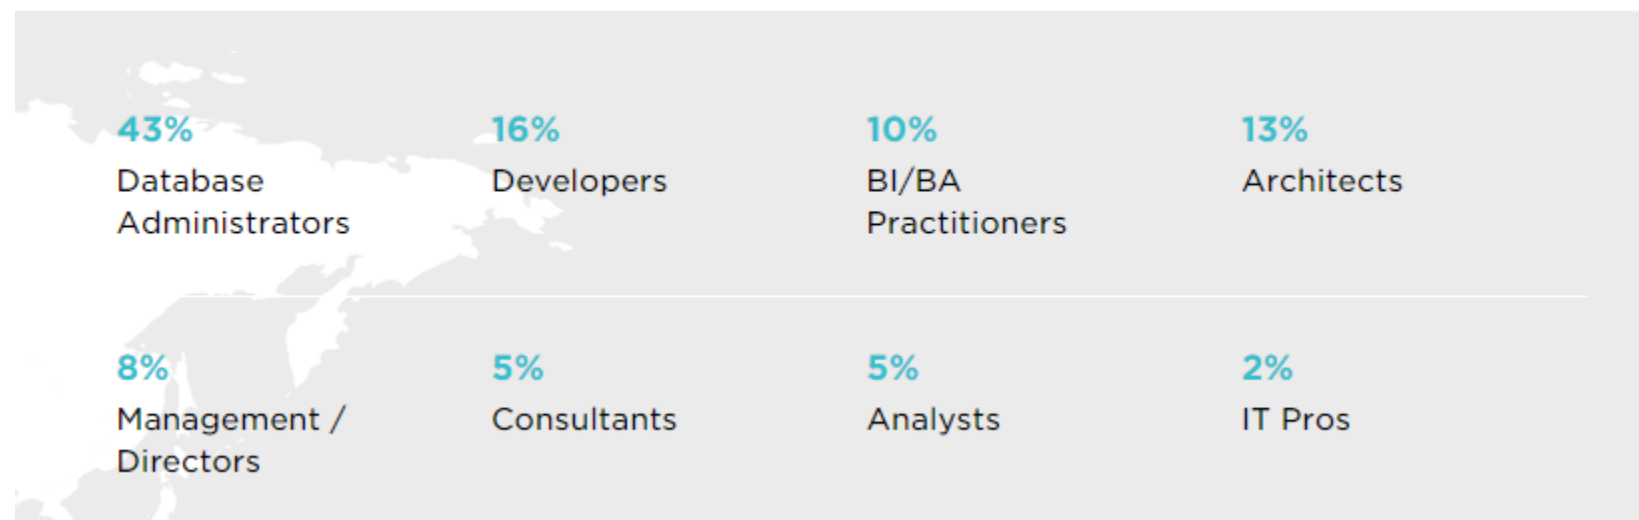 43%
Database
Administrators
16%
Developers
10%
BI/BA
Practitioners
13%
Architects
8%
Management /
Directors
5%
Consultants
5%
Analysts
2%
IT Pros